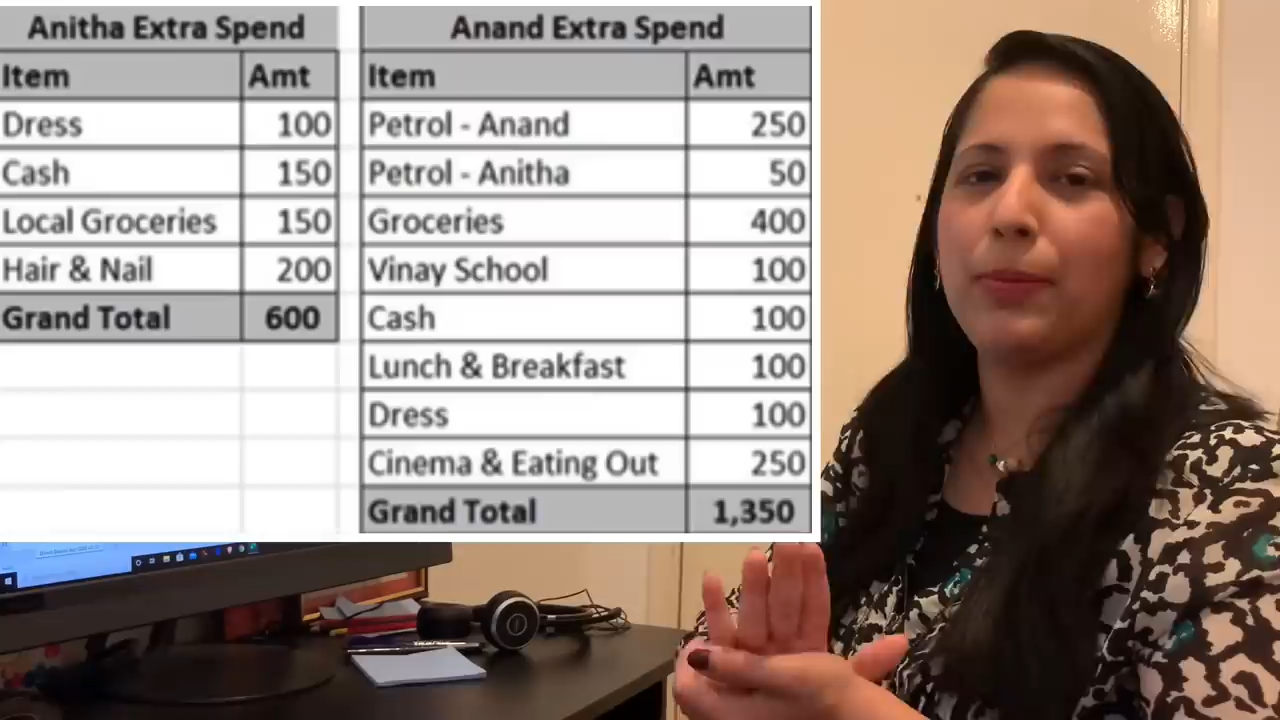 Anitha Extra Spend
Item Amt
Dress 100
Cash 150
Local Groceries 150
Hair & Nail 200
Grand Total 600
Anand Extra Spend
Item Amt
Petrol - Anand 250
Petrol - Anitha 50
Groceries 400
Vinay School 100
Cash 100
Lunch & Breakfast 100
Dress 100
Cinema & Eating Out 250
Grand Total 1,350